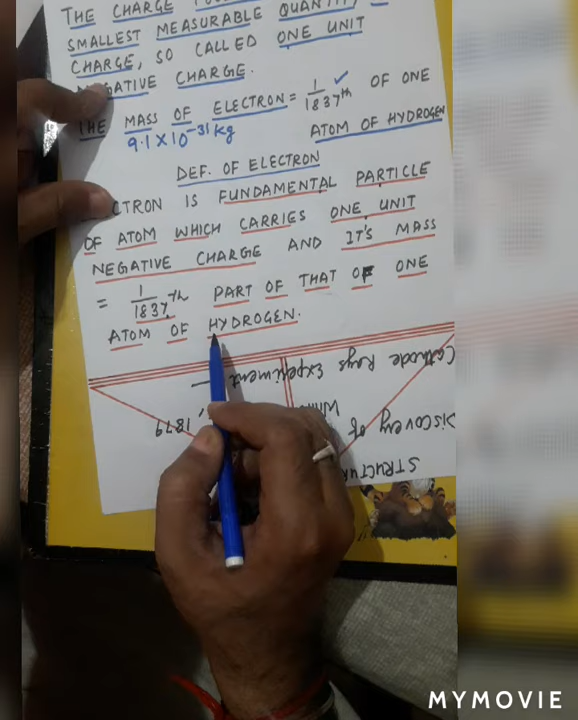 THE CHARGE
SMALLEST MEASURABLE QUANTITY
CHARGE, SO CALLED ONE UNIT
NEGATIVE CHARGE.
THE MASS OF ELECTRON = 1/1837th OF ONE
9.1 X 10^-31 kg ATOM OF HYDROGEN
DEF. OF ELECTRON
CTRON IS FUNDAMENTAL PARTICLE
OF ATOM WHICH CARRIES ONE UNIT
NEGATIVE CHARGE AND IT'S MASS
= 1/1837th PART OF THAT OF ONE
ATOM OF HYDROGEN.
Cathode Rays Experiment
Discovery of 1879
STRUCTUR
MYMOVIE